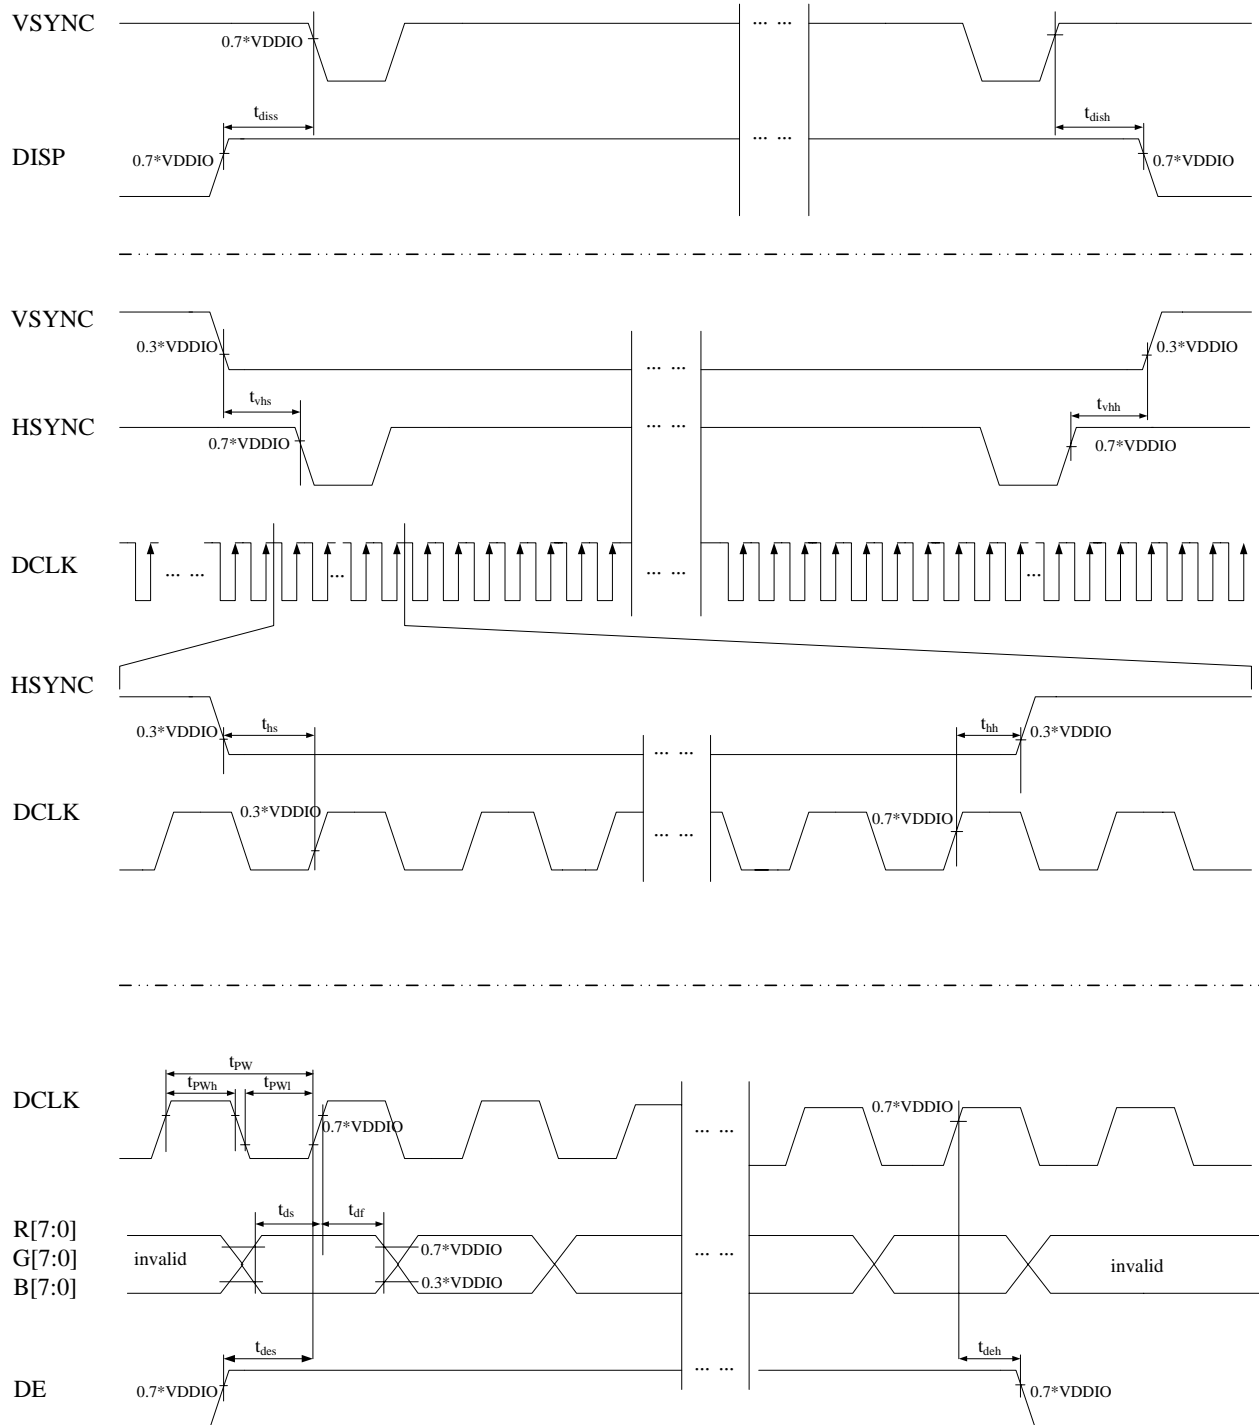 VSYNC
... ...
0.7*VDDIO
t_diss
t_dish
DISP
... ...
0.7*VDDIO
0.7*VDDIO
VSYNC
0.3*VDDIO
0.3*VDDIO
... ...
t_vhs
t_vhh
HSYNC
... ...
0.7*VDDIO
0.7*VDDIO
DCLK
... ...
...
... ...
...
HSYNC
t_hs
t_hh
0.3*VDDIO
0.3*VDDIO
... ...
DCLK
0.3*VDDIO
0.7*VDDIO
... ...
t_PW
t_PWh
t_PWl
DCLK
0.7*VDDIO
0.7*VDDIO
... ...
t_ds
t_df
R[7:0]
G[7:0]
B[7:0]
invalid
0.7*VDDIO
0.3*VDDIO
... ...
invalid
t_des
t_deh
... ...
DE
0.7*VDDIO
0.7*VDDIO